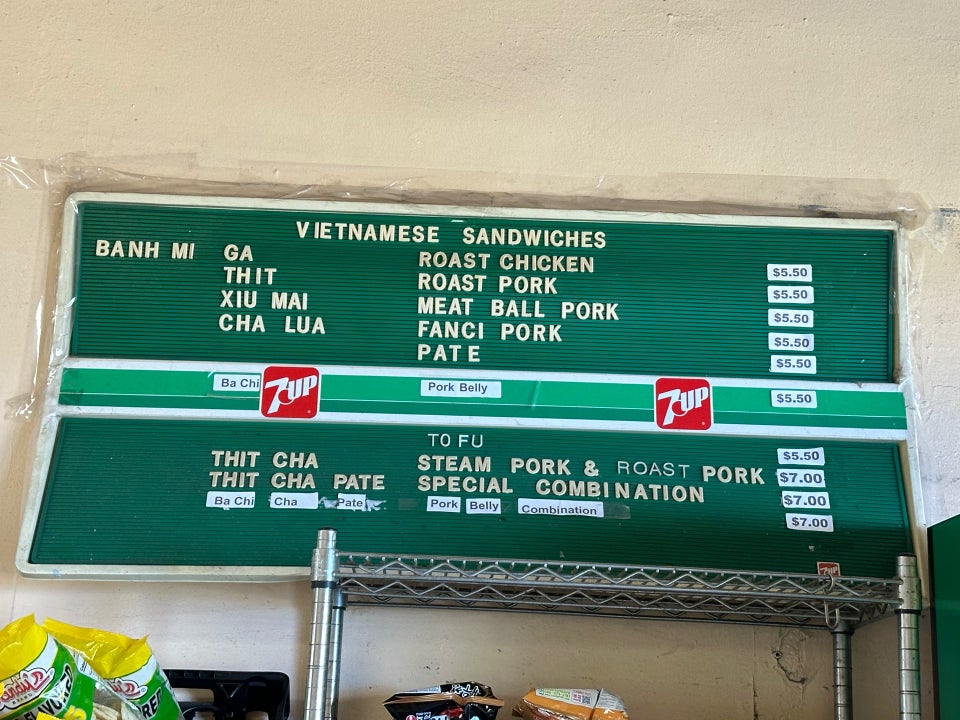 VIETNAMESE SANDWICHES
BANH MI GA ROAST CHICKEN $5.50
THIT ROAST PORK $5.50
XIU MAI MEAT BALL PORK $5.50
CHA LUA FANCI PORK $5.50
PATE $5.50
Ba Chi 7UP Pork Belly 7UP $5.50
TO FU $5.50
THIT CHA STEAM PORK & ROAST PORK $7.00
THIT CHA PATE SPECIAL COMBINATION $7.00
Ba Chi Cha Pate Pork Belly Combination $7.00
7UP